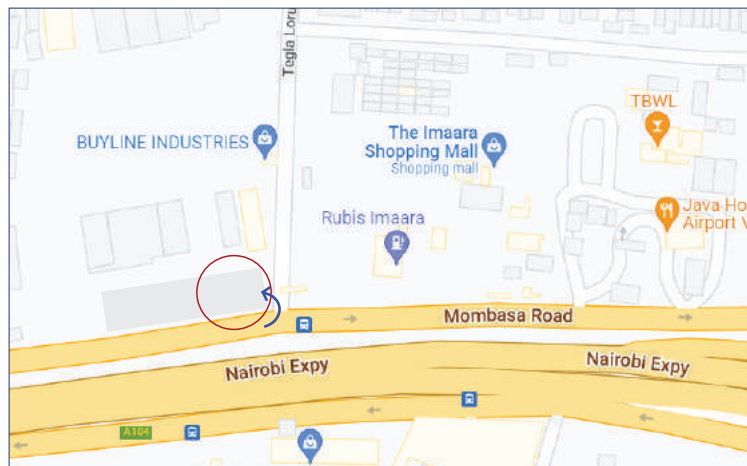 Tegla Loru
TBWL
BUYLINE INDUSTRIES
The Imaara
Shopping Mall
Shopping mall
Java Ho
Airport V
Rubis Imaara
Mombasa Road
Nairobi Expy
Nairobi Expy
A104